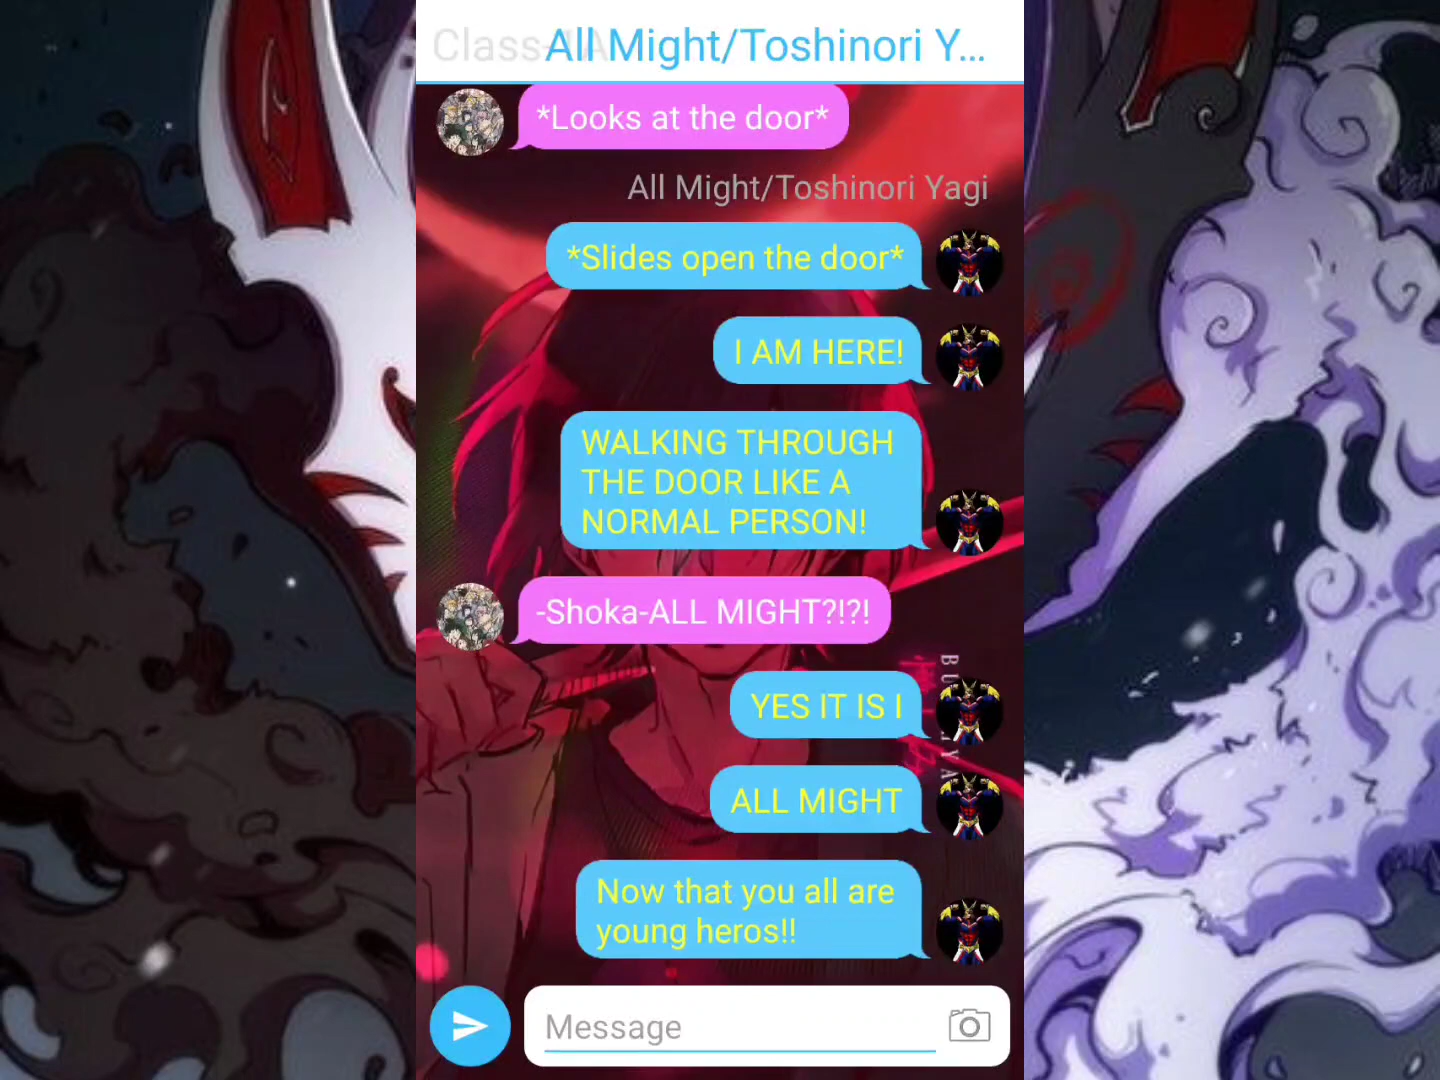 Class-1A
All Might/Toshinori Y...
*Looks at the door*
All Might/Toshinori Yagi
*Slides open the door*
I AM HERE!
WALKING THROUGH
THE DOOR LIKE A
NORMAL PERSON!
-Shoka-ALL MIGHT?!?!
YES IT IS I
ALL MIGHT
Now that you all are
young heros!!
Message